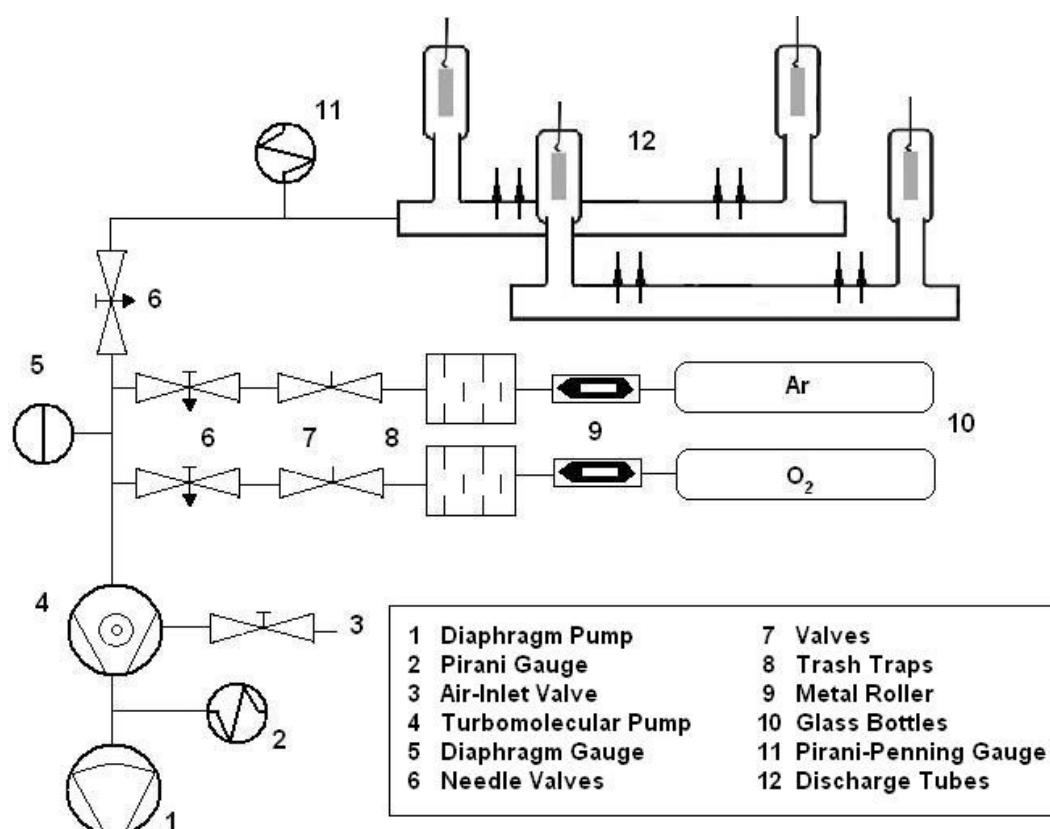 11
12
6
5
Ar
6
7
8
9
10
O₂
4
3
2
1
1 Diaphragm Pump
2 Pirani Gauge
3 Air-Inlet Valve
4 Turbomolecular Pump
5 Diaphragm Gauge
6 Needle Valves
7 Valves
8 Trash Traps
9 Metal Roller
10 Glass Bottles
11 Pirani-Penning Gauge
12 Discharge Tubes